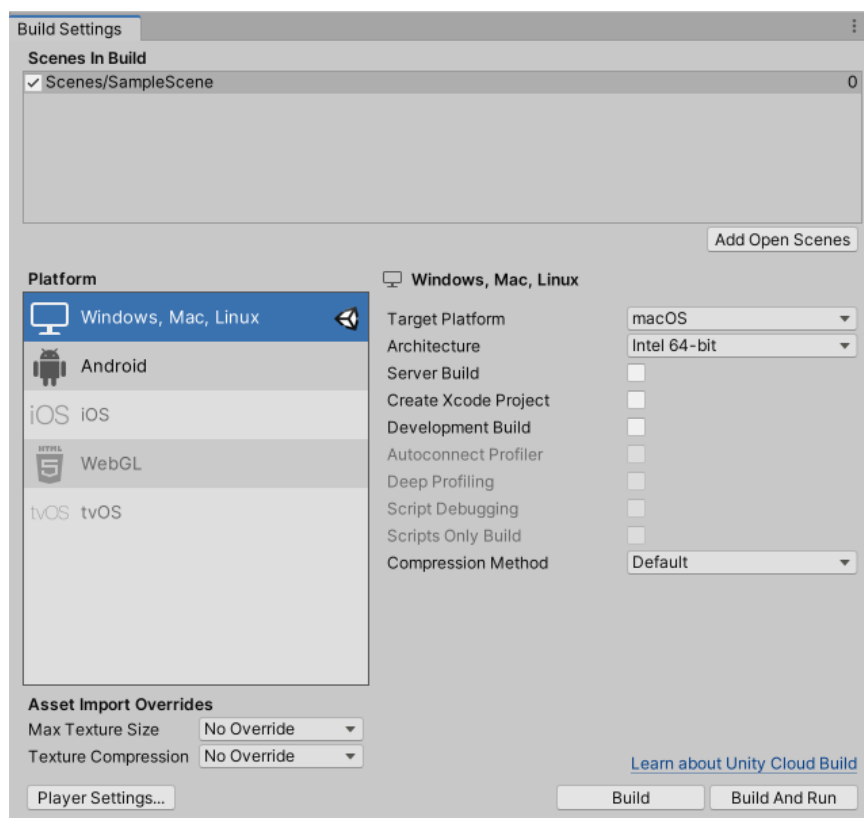 Build Settings
Scenes In Build
Scenes/SampleScene 0
Add Open Scenes
Platform
Windows, Mac, Linux
Android
iOS iOS
HTML 5 WebGL
tvOS tvOS
Windows, Mac, Linux
Target Platform macOS
Architecture Intel 64-bit
Server Build
Create Xcode Project
Development Build
Autoconnect Profiler
Deep Profiling
Script Debugging
Scripts Only Build
Compression Method Default
Asset Import Overrides
Max Texture Size No Override
Texture Compression No Override
Learn about Unity Cloud Build
Player Settings... Build Build And Run